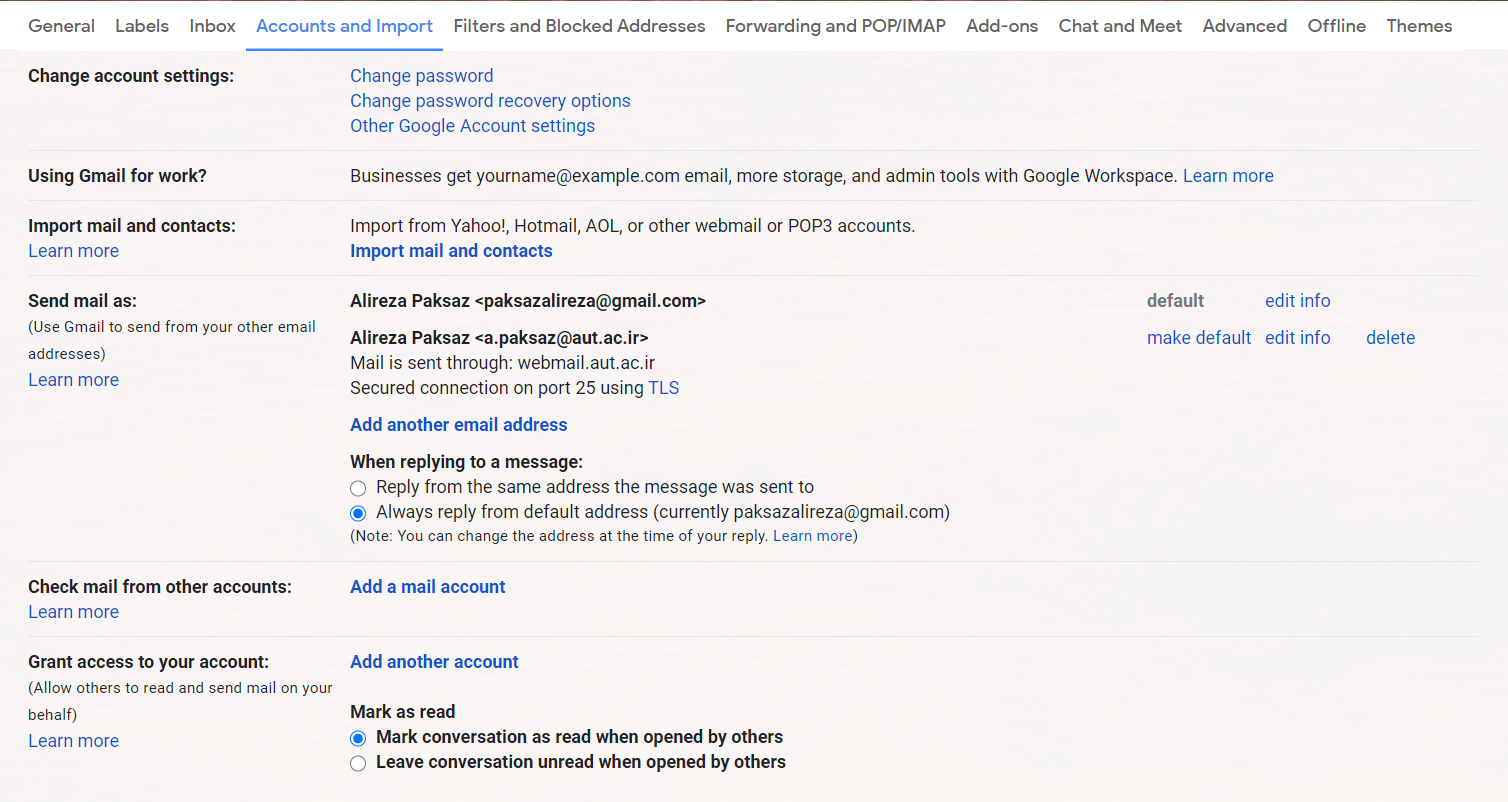 General Labels Inbox Accounts and Import Filters and Blocked Addresses Forwarding and POP/IMAP Add-ons Chat and Meet Advanced Offline Themes
Change account settings: Change password
Change password recovery options
Other Google Account settings
Using Gmail for work? Businesses get yourname@example.com email, more storage, and admin tools with Google Workspace. Learn more
Import mail and contacts: Import from Yahoo!, Hotmail, AOL, or other webmail or POP3 accounts.
Learn more Import mail and contacts
Send mail as: Alireza Paksaz <paksazalireza@gmail.com> default edit info
(Use Gmail to send from your other email
addresses)
Learn more
Alireza Paksaz <a.paksaz@aut.ac.ir> make default edit info delete
Mail is sent through: webmail.aut.ac.ir
Secured connection on port 25 using TLS
Add another email address
When replying to a message:
Reply from the same address the message was sent to
Always reply from default address (currently paksazalireza@gmail.com)
(Note: You can change the address at the time of your reply. Learn more)
Check mail from other accounts: Add a mail account
Learn more
Grant access to your account: Add another account
(Allow others to read and send mail on your
behalf)
Learn more
Mark as read
Mark conversation as read when opened by others
Leave conversation unread when opened by others